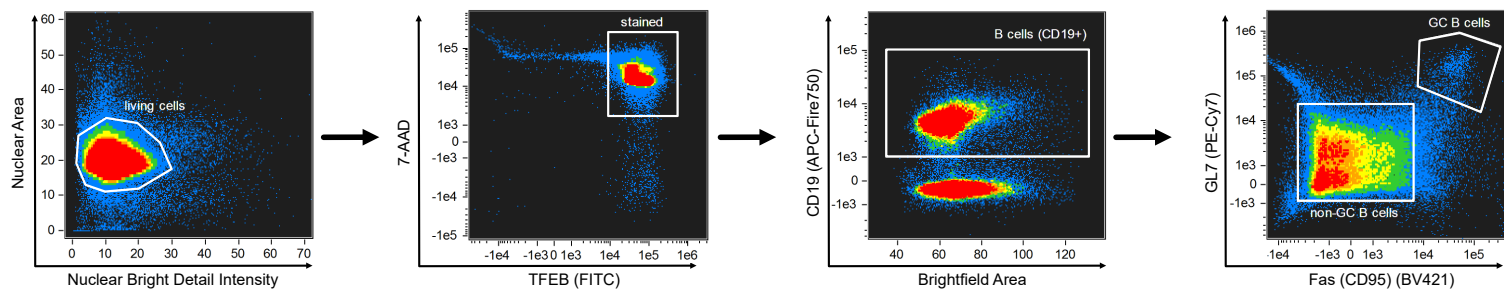 60
50
40
30
20
10
0
living cells
0 10 20 30 40 50 60 70
Nuclear Area
Nuclear Bright Detail Intensity
stained
1e5
1e4
1e3
0
-1e3
-1e4
-1e5
-1e4 -1e3 0 1e3 1e4 1e5 1e6
7-AAD
TFEB (FITC)
B cells (CD19+)
1e5
1e4
1e3
0
-1e3
40 60 80 100 120
CD19 (APC-Fire750)
Brightfield Area
GC B cells
1e6
1e5
1e4
1e3
0
-1e3
non-GC B cells
-1e4 -1e3 0 1e3 1e4 1e5
GL7 (PE-Cy7)
Fas (CD95) (BV421)